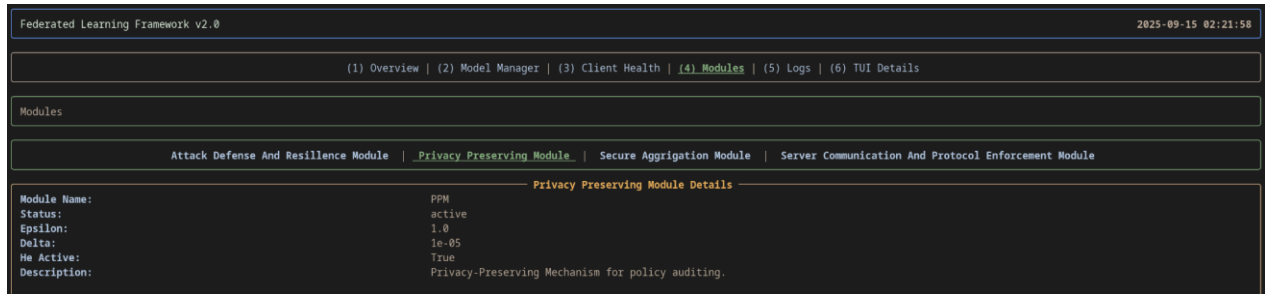 Federated Learning Framework v2.0 2025-09-15 02:21:58
(1) Overview | (2) Model Manager | (3) Client Health | (4) Modules | (5) Logs | (6) TUI Details
Modules
Attack Defense And Resillence Module | Privacy Preserving Module | Secure Aggrigation Module | Server Communication And Protocol Enforcement Module
Privacy Preserving Module Details
Module Name: PPM
Status: active
Epsilon: 1.0
Delta: 1e-05
He Active: True
Description: Privacy-Preserving Mechanism for policy auditing.